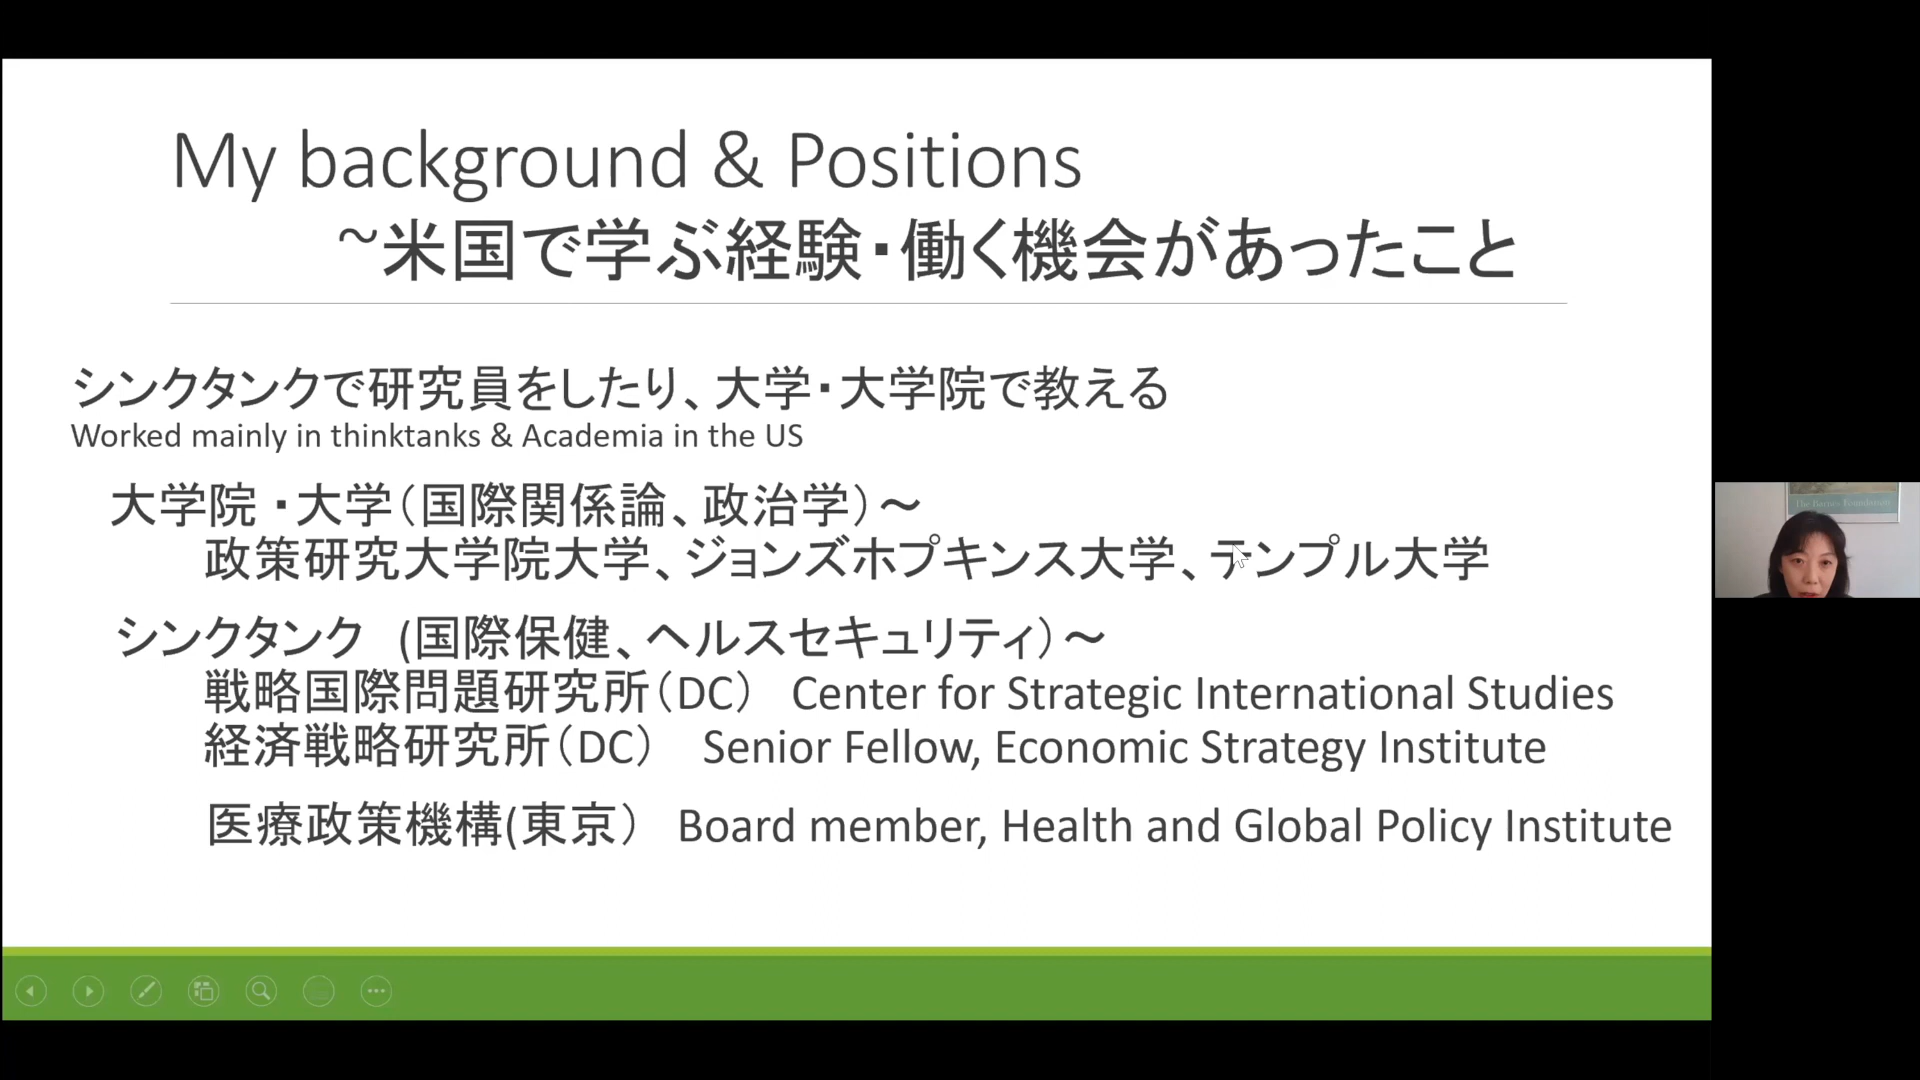 My background & Positions
~米国で学ぶ経験・働く機会があったこと
シンクタンクで研究員をしたり、大学・大学院で教える
Worked mainly in thinktanks & Academia in the US
大学院 ・大学（国際関係論、政治学）～
政策研究大学院大学、ジョンズホプキンス大学、テンプル大学
シンクタンク (国際保健、ヘルスセキュリティ）～
戦略国際問題研究所（DC） Center for Strategic International Studies
経済戦略研究所（DC） Senior Fellow, Economic Strategy Institute
医療政策機構(東京） Board member, Health and Global Policy Institute
The Barnes Foundation